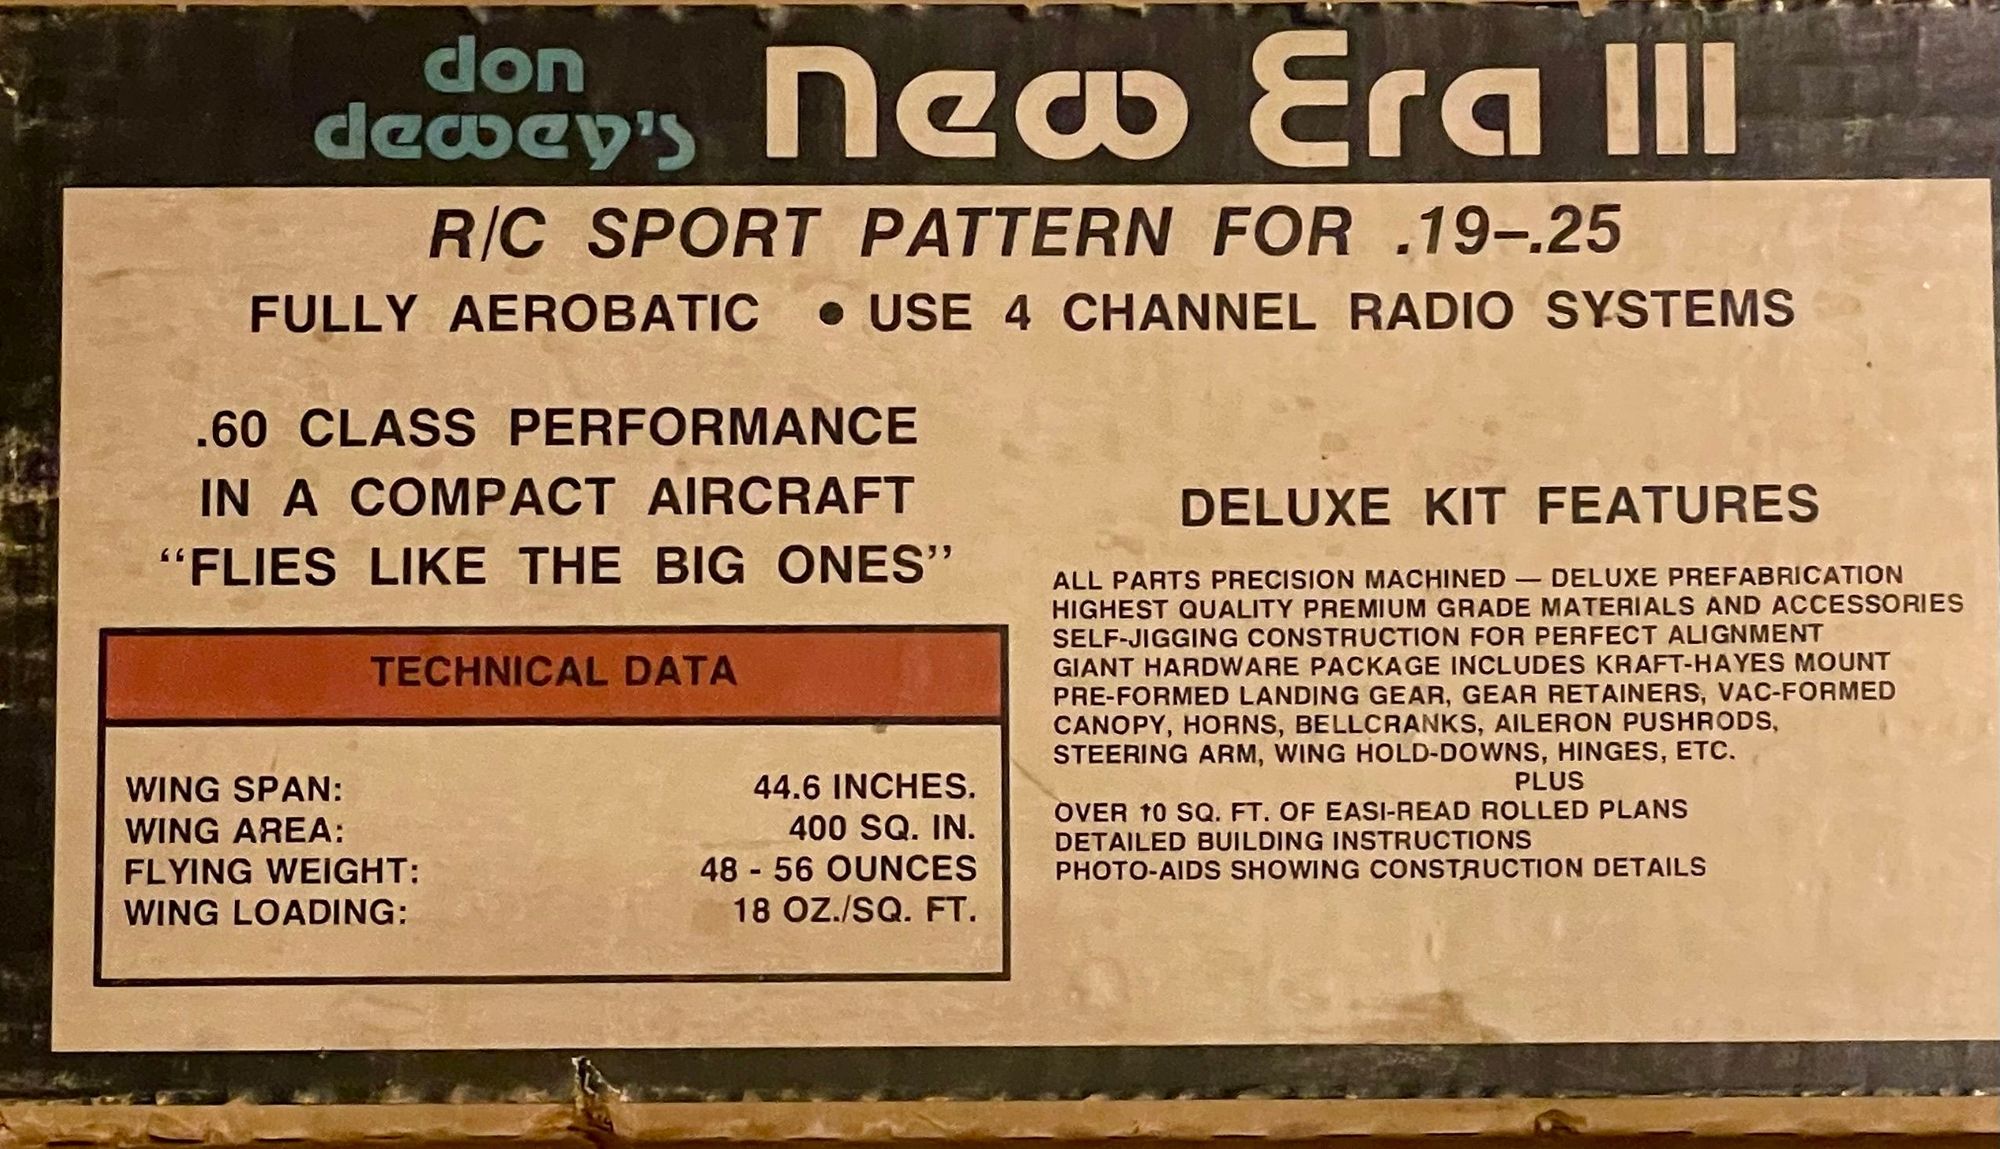 don
dewey's
New Era III
R/C SPORT PATTERN FOR .19–.25
FULLY AEROBATIC • USE 4 CHANNEL RADIO SYSTEMS
.60 CLASS PERFORMANCE
IN A COMPACT AIRCRAFT
“FLIES LIKE THE BIG ONES”
TECHNICAL DATA
WING SPAN: 44.6 INCHES.
WING AREA: 400 SQ. IN.
FLYING WEIGHT: 48 - 56 OUNCES
WING LOADING: 18 OZ./SQ. FT.
DELUXE KIT FEATURES
ALL PARTS PRECISION MACHINED — DELUXE PREFABRICATION
HIGHEST QUALITY PREMIUM GRADE MATERIALS AND ACCESSORIES
SELF-JIGGING CONSTRUCTION FOR PERFECT ALIGNMENT
GIANT HARDWARE PACKAGE INCLUDES KRAFT-HAYES MOUNT
PRE-FORMED LANDING GEAR, GEAR RETAINERS, VAC-FORMED
CANOPY, HORNS, BELLCRANKS, AILERON PUSHRODS,
STEERING ARM, WING HOLD-DOWNS, HINGES, ETC.
PLUS
OVER 10 SQ. FT. OF EASI-READ ROLLED PLANS
DETAILED BUILDING INSTRUCTIONS
PHOTO-AIDS SHOWING CONSTRUCTION DETAILS